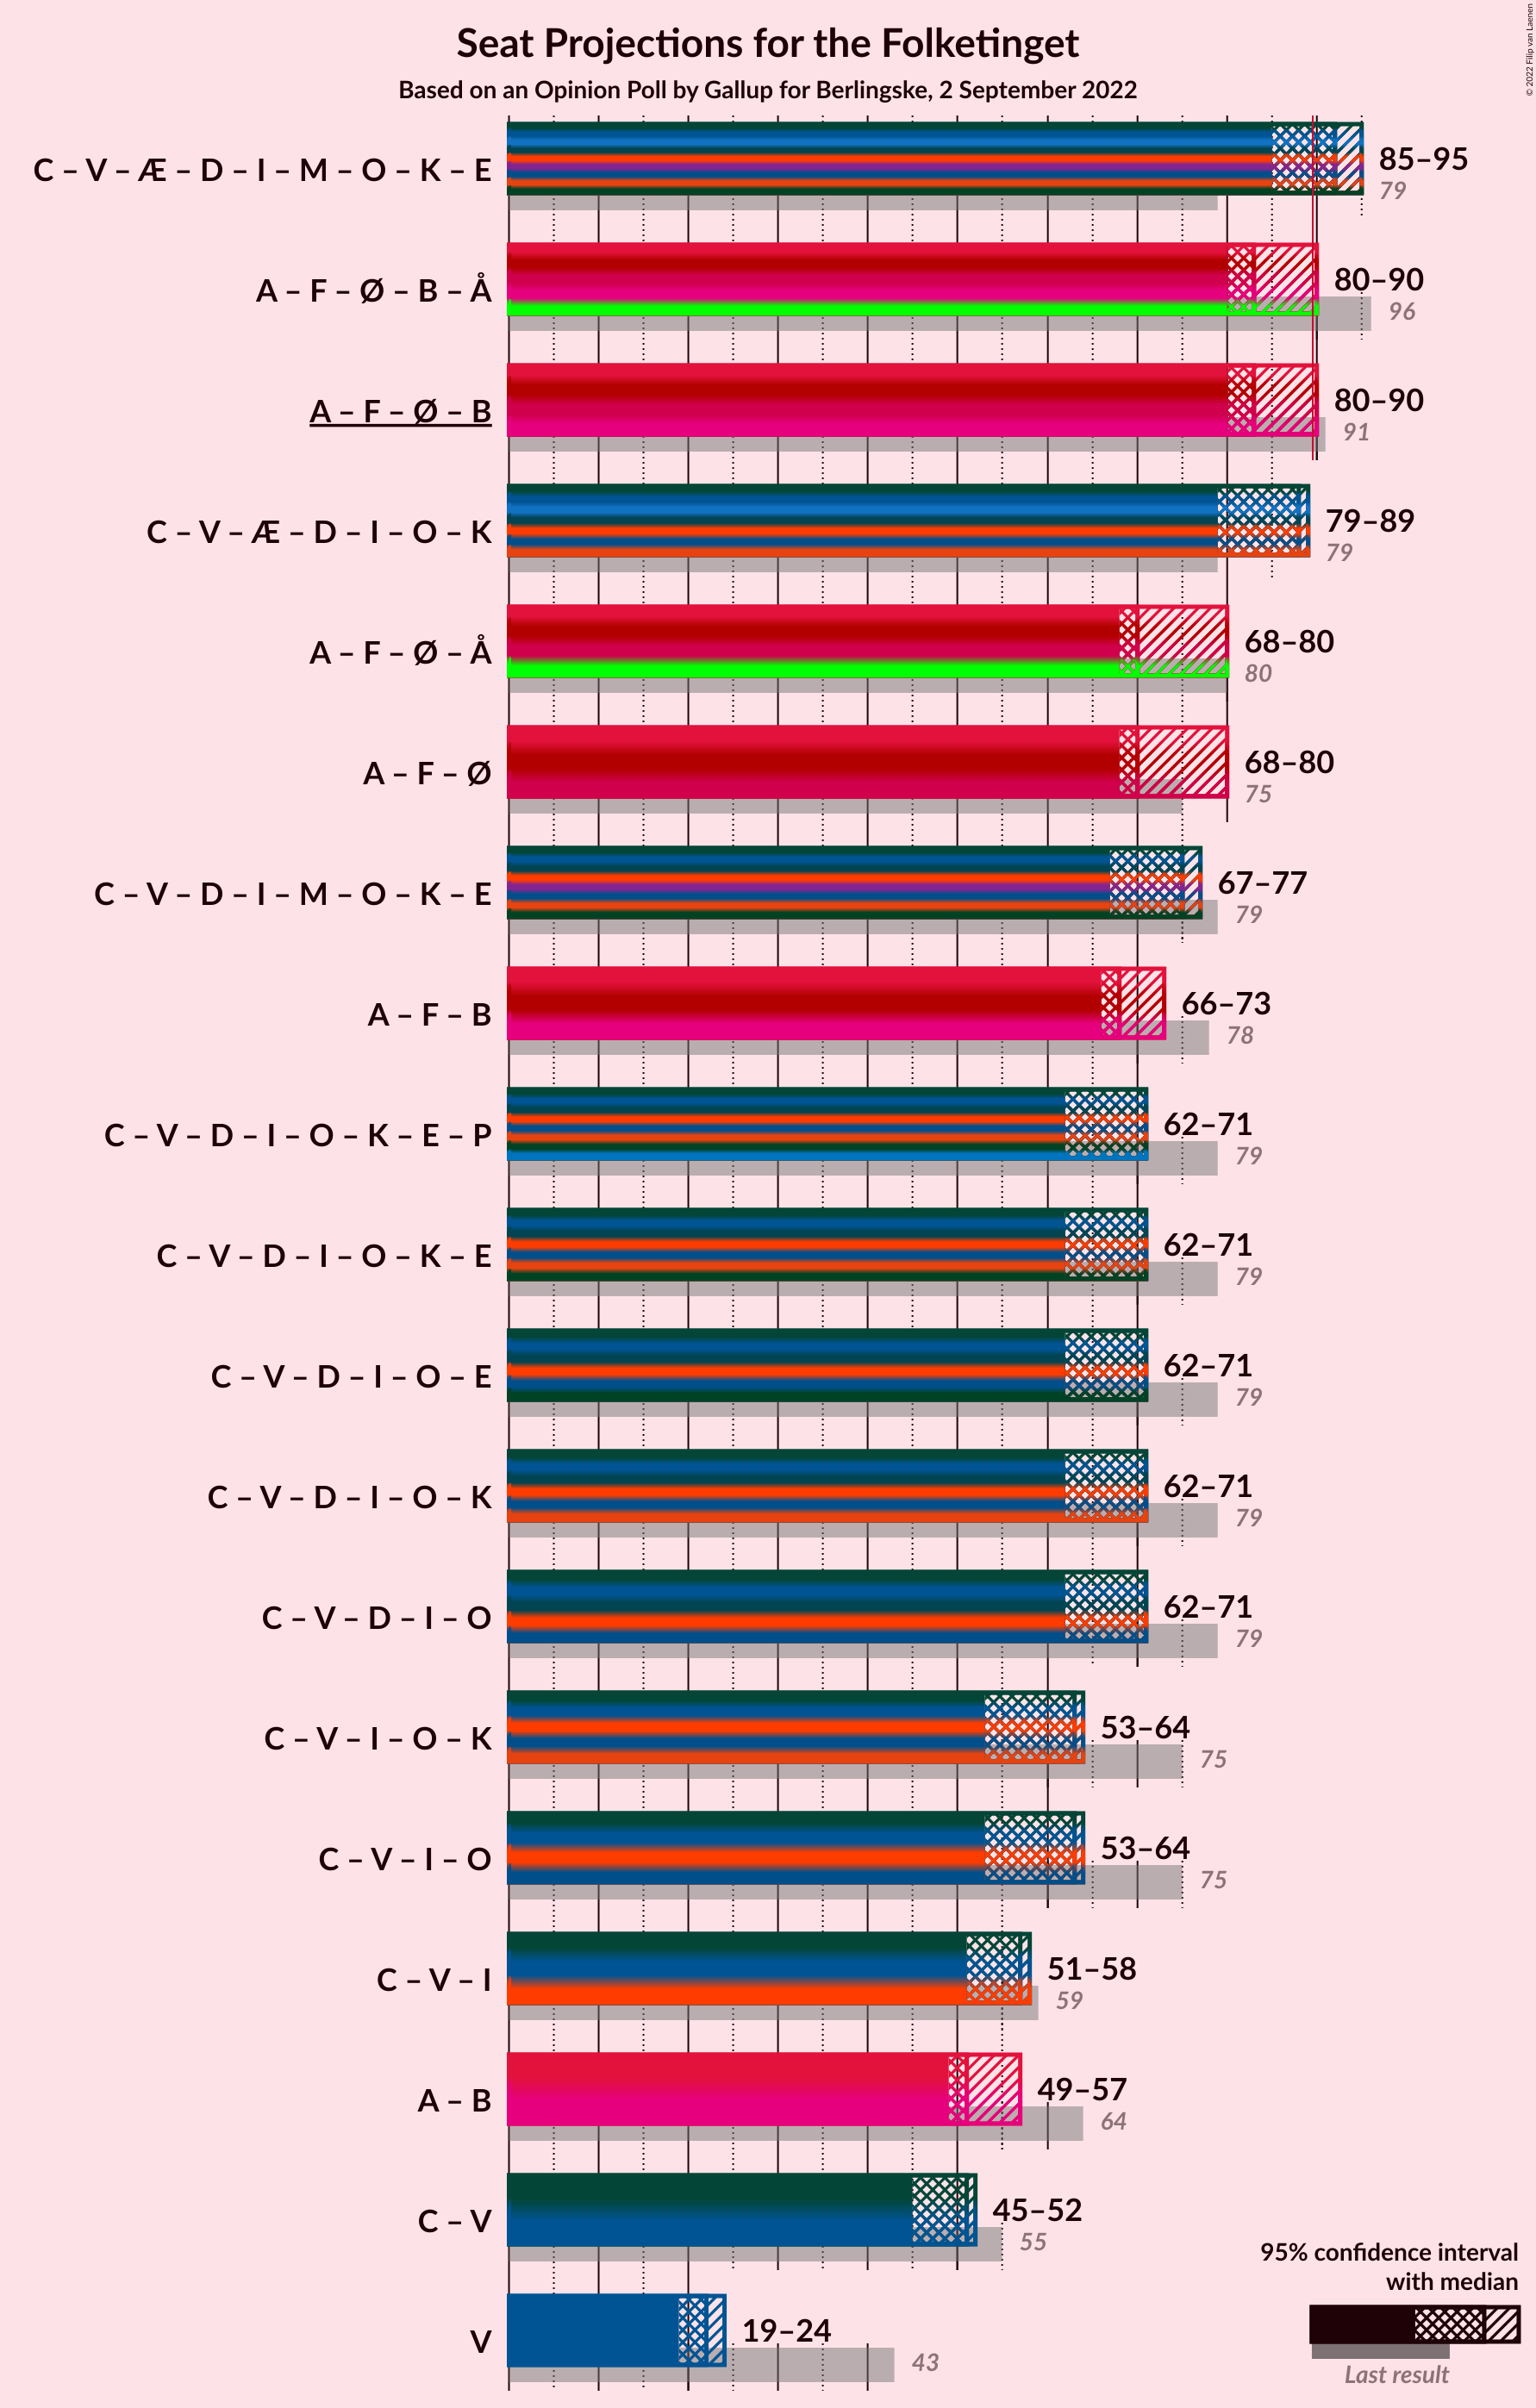 Seat Projections for the Folketinget
Based on an Opinion Poll by Gallup for Berlingske, 2 September 2022
© 2022 Filip van Laenen
C – V – Æ – D – I – M – O – K – E
85–95
79
A – F – Ø – B – Å
80–90
96
A – F – Ø – B
80–90
91
C – V – Æ – D – I – O – K
79–89
79
A – F – Ø – Å
68–80
80
A – F – Ø
68–80
75
C – V – D – I – M – O – K – E
67–77
79
A – F – B
66–73
78
C – V – D – I – O – K – E – P
62–71
79
C – V – D – I – O – K – E
62–71
79
C – V – D – I – O – E
62–71
79
C – V – D – I – O – K
62–71
79
C – V – D – I – O
62–71
79
C – V – I – O – K
53–64
75
C – V – I – O
53–64
75
C – V – I
51–58
59
A – B
49–57
64
C – V
45–52
55
V
19–24
43
95% confidence interval
with median
Last result